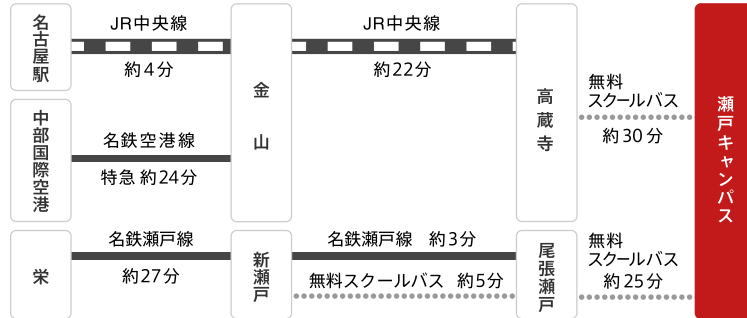 名古屋駅
JR中央線
約4分
金山
JR中央線
約22分
高蔵寺
無料
スクールバス
約30分
瀬戸キャンパス
中部国際空港
名鉄空港線
特急 約24分
栄
名鉄瀬戸線
約27分
新瀬戸
名鉄瀬戸線 約3分
無料スクールバス 約5分
尾張瀬戸
無料
スクールバス
約25分